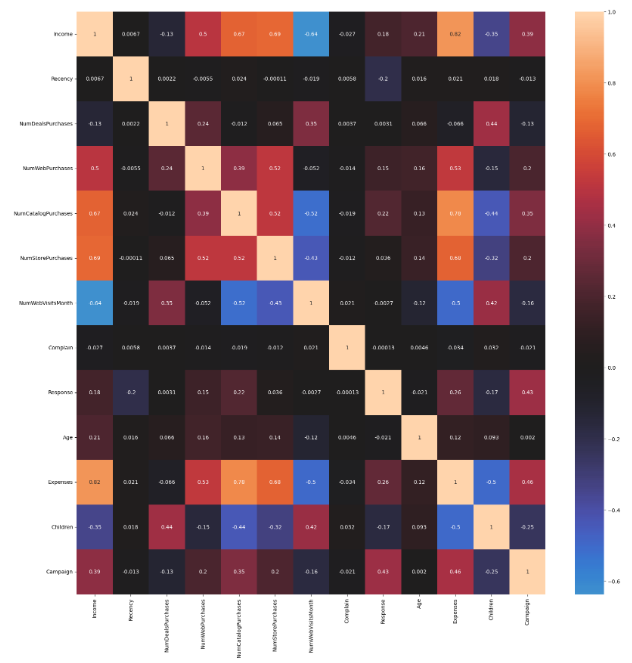 Income 1 0.0067 -0.13 0.5 0.67 0.69 -0.64 -0.027 0.18 0.21 0.82 -0.35 0.39
Recency 0.0067 1 0.0022 -0.0055 0.024 -0.00011 -0.019 0.0058 -0.2 0.016 0.021 0.018 -0.013
NumDealsPurchases -0.13 0.0022 1 0.24 -0.012 0.065 0.35 0.0037 0.0031 0.066 -0.066 0.44 -0.13
NumWebPurchases 0.5 -0.0055 0.24 1 0.39 0.52 -0.052 -0.014 0.15 0.16 0.53 -0.15 0.2
NumCatalogPurchases 0.67 0.024 -0.012 0.39 1 0.52 -0.52 -0.019 0.22 0.13 0.78 -0.44 0.35
NumStorePurchases 0.69 -0.00011 0.065 0.52 0.52 1 -0.43 -0.012 0.036 0.14 0.68 -0.32 0.2
NumWebVisitsMonth -0.64 -0.019 0.35 -0.052 -0.52 -0.43 1 0.021 -0.0027 -0.12 -0.5 0.42 -0.16
Complain -0.027 0.0058 0.0037 -0.014 -0.019 -0.012 0.021 1 0.00013 0.0046 -0.034 0.032 -0.021
Response 0.18 -0.2 0.0031 0.15 0.22 0.036 -0.0027 0.00013 1 -0.021 0.26 -0.17 0.43
Age 0.21 0.016 0.066 0.16 0.13 0.14 -0.12 0.0046 -0.021 1 0.12 0.093 0.002
Expenses 0.82 0.021 -0.066 0.53 0.78 0.68 -0.5 -0.034 0.26 0.12 1 -0.5 0.46
Children -0.35 0.018 0.44 -0.15 -0.44 -0.32 0.42 0.032 -0.17 0.093 -0.5 1 -0.25
Campaign 0.39 -0.013 -0.13 0.2 0.35 0.2 -0.16 -0.021 0.43 0.002 0.46 -0.25 1
Income
Recency
NumDealsPurchases
NumWebPurchases
NumCatalogPurchases
NumStorePurchases
NumWebVisitsMonth
Complain
Response
Age
Expenses
Children
Campaign
1.0
0.8
0.6
0.4
0.2
0.0
-0.2
-0.4
-0.6